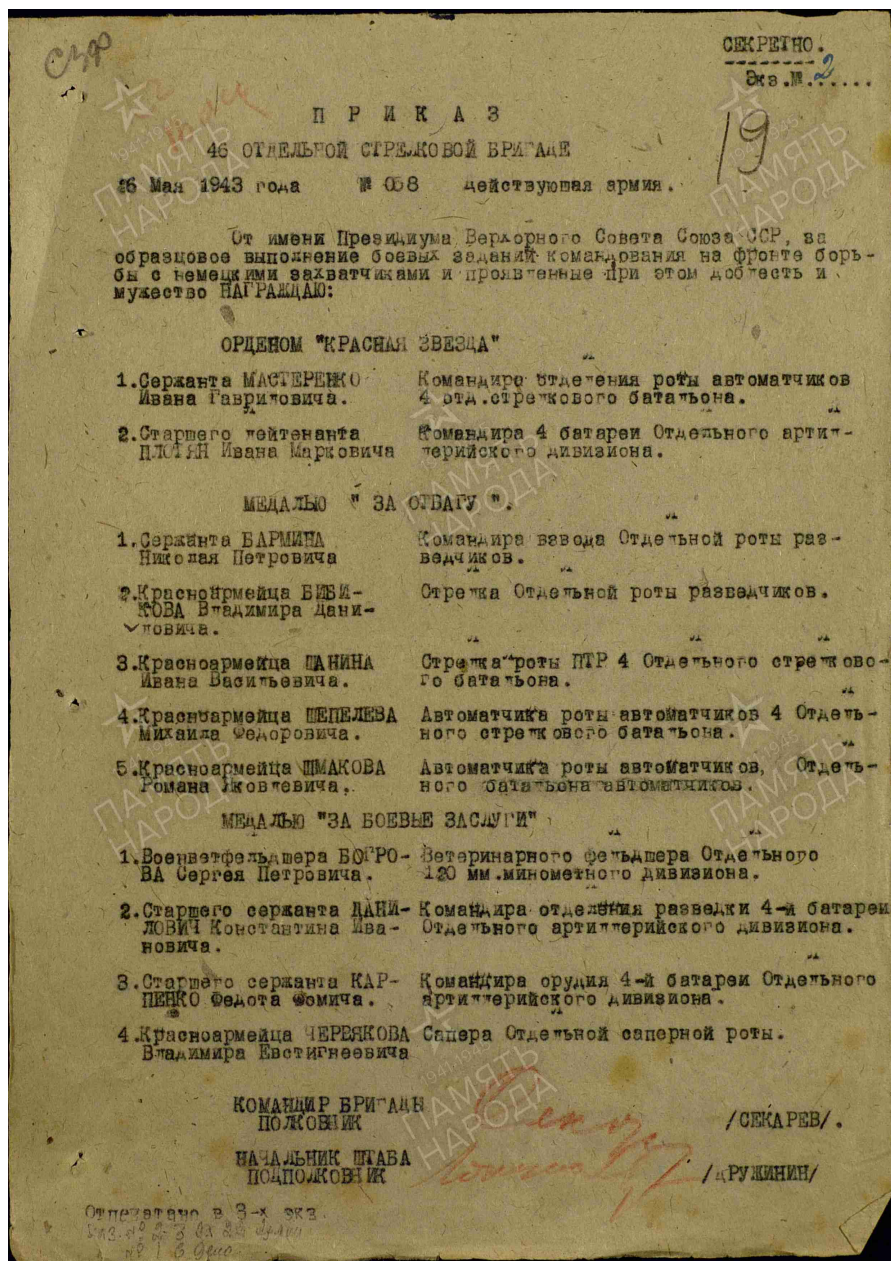 СЕКРЕТНО.
Экз.№ 2......
19
П Р И К А З
46 ОТДЕЛЬНОЙ СТРЕЛКОВОЙ БРИГАДЕ
Мая 1943 года № 058 действующая армия.
От имени Президиума Верховного Совета Союза ССР, за
образцовое выполнение боевых заданий командования на фронте борь-
бы с немецкими захватчиками и проявленные при этом доблесть и
мужество НАГРАЖДАЮ:
ОРДЕНОМ "КРАСНАЯ ЗВЕЗДА"
1.Сержанта МАСТЕРЕНКО Командира отделения роты автоматчиков
Ивана Гавриловича. 4 отд.стрелкового батальона.
2.Старшего лейтенанта Командира 4 батареи Отдельного артил-
ПЛОТЯН Ивана Марковича лерийского дивизиона.
МЕДАЛЬЮ " ЗА ОТВАГУ ".
1.Сержанта БАРМИНА Командира взвода Отдельной роты раз-
Николая Петровича ведчиков.
2.Красноармейца БИБИ- Стрелка Отдельной роты разведчиков.
КОВА Владимира Дани-
ловича.
3.Красноармейца ШАНИНА Стрелка роты ПТР 4 Отдельного стрелково-
Ивана Васильевича. го батальона.
4.Красноармейца ШЕПЕЛЕВА Автоматчика роты автоматчиков 4 Отдель-
Михаила Федоровича. ного стрелкового батальона.
5.Красноармейца ШМАКОВА Автоматчика роты автоматчиков, Отдель-
Романа Яковлевича. ного батальона автоматчиков.
МЕДАЛЬЮ "ЗА БОЕВЫЕ ЗАСЛУГИ"
1.Военветфельдшера БОГРО- Ветеринарного фельдшера Отдельного
ВА Сергея Петровича. 120 мм.минометного дивизиона.
2.Старшего сержанта ДАНИ- Командира отделения разведки 4-й батареи
ЛОВИЧ Константина Ива- Отдельного артиллерийского дивизиона.
новича.
3.Старшего сержанта КАР- Командира орудия 4-й батареи Отдельного
ПЕНКО Федота Фомича. артиллерийского дивизиона.
4.Красноармейца ЧЕРВЯКОВА Сапера Отдельной саперной роты.
Владимира Евстигнеевича
КОМАНДИР БРИГАДЫ
ПОЛКОВНИК /СЕКАРЕВ/.
НАЧАЛЬНИК ШТАБА
ПОДПОЛКОВНИК /ДРУЖИНИН/
Отпечатано в 3-х экз.
ПАМЯТЬ НАРОДА